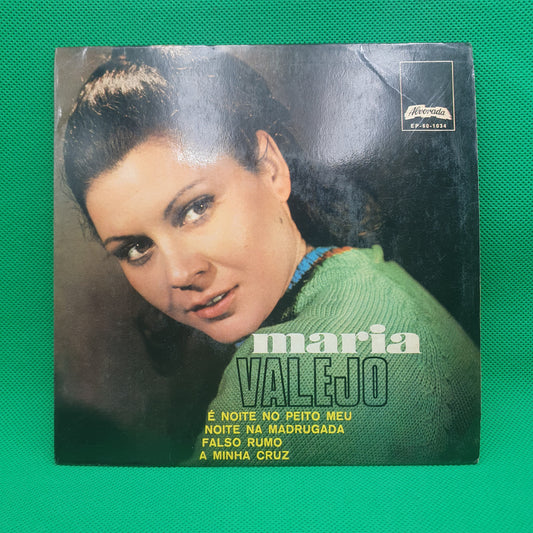 Alvorada
EP-60-1034
maria
VALEJO
É NOITE NO PEITO MEU
NOITE NA MADRUGADA
FALSO RUMO
A MINHA CRUZ